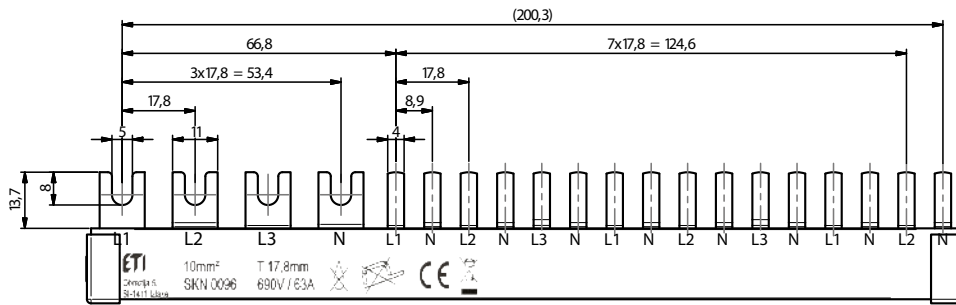 (200,3)
66,8 7x17,8 = 124,6
3x17,8 = 53,4 17,8
17,8 8,9
5 11 4
13,7 8
L1 L2 L3 N L1 N L2 N L3 N L1 N L2 N L3 N L1 N L2 N
ETI 10mm² T 17,8mm
SKN 0096 690V / 63A CE